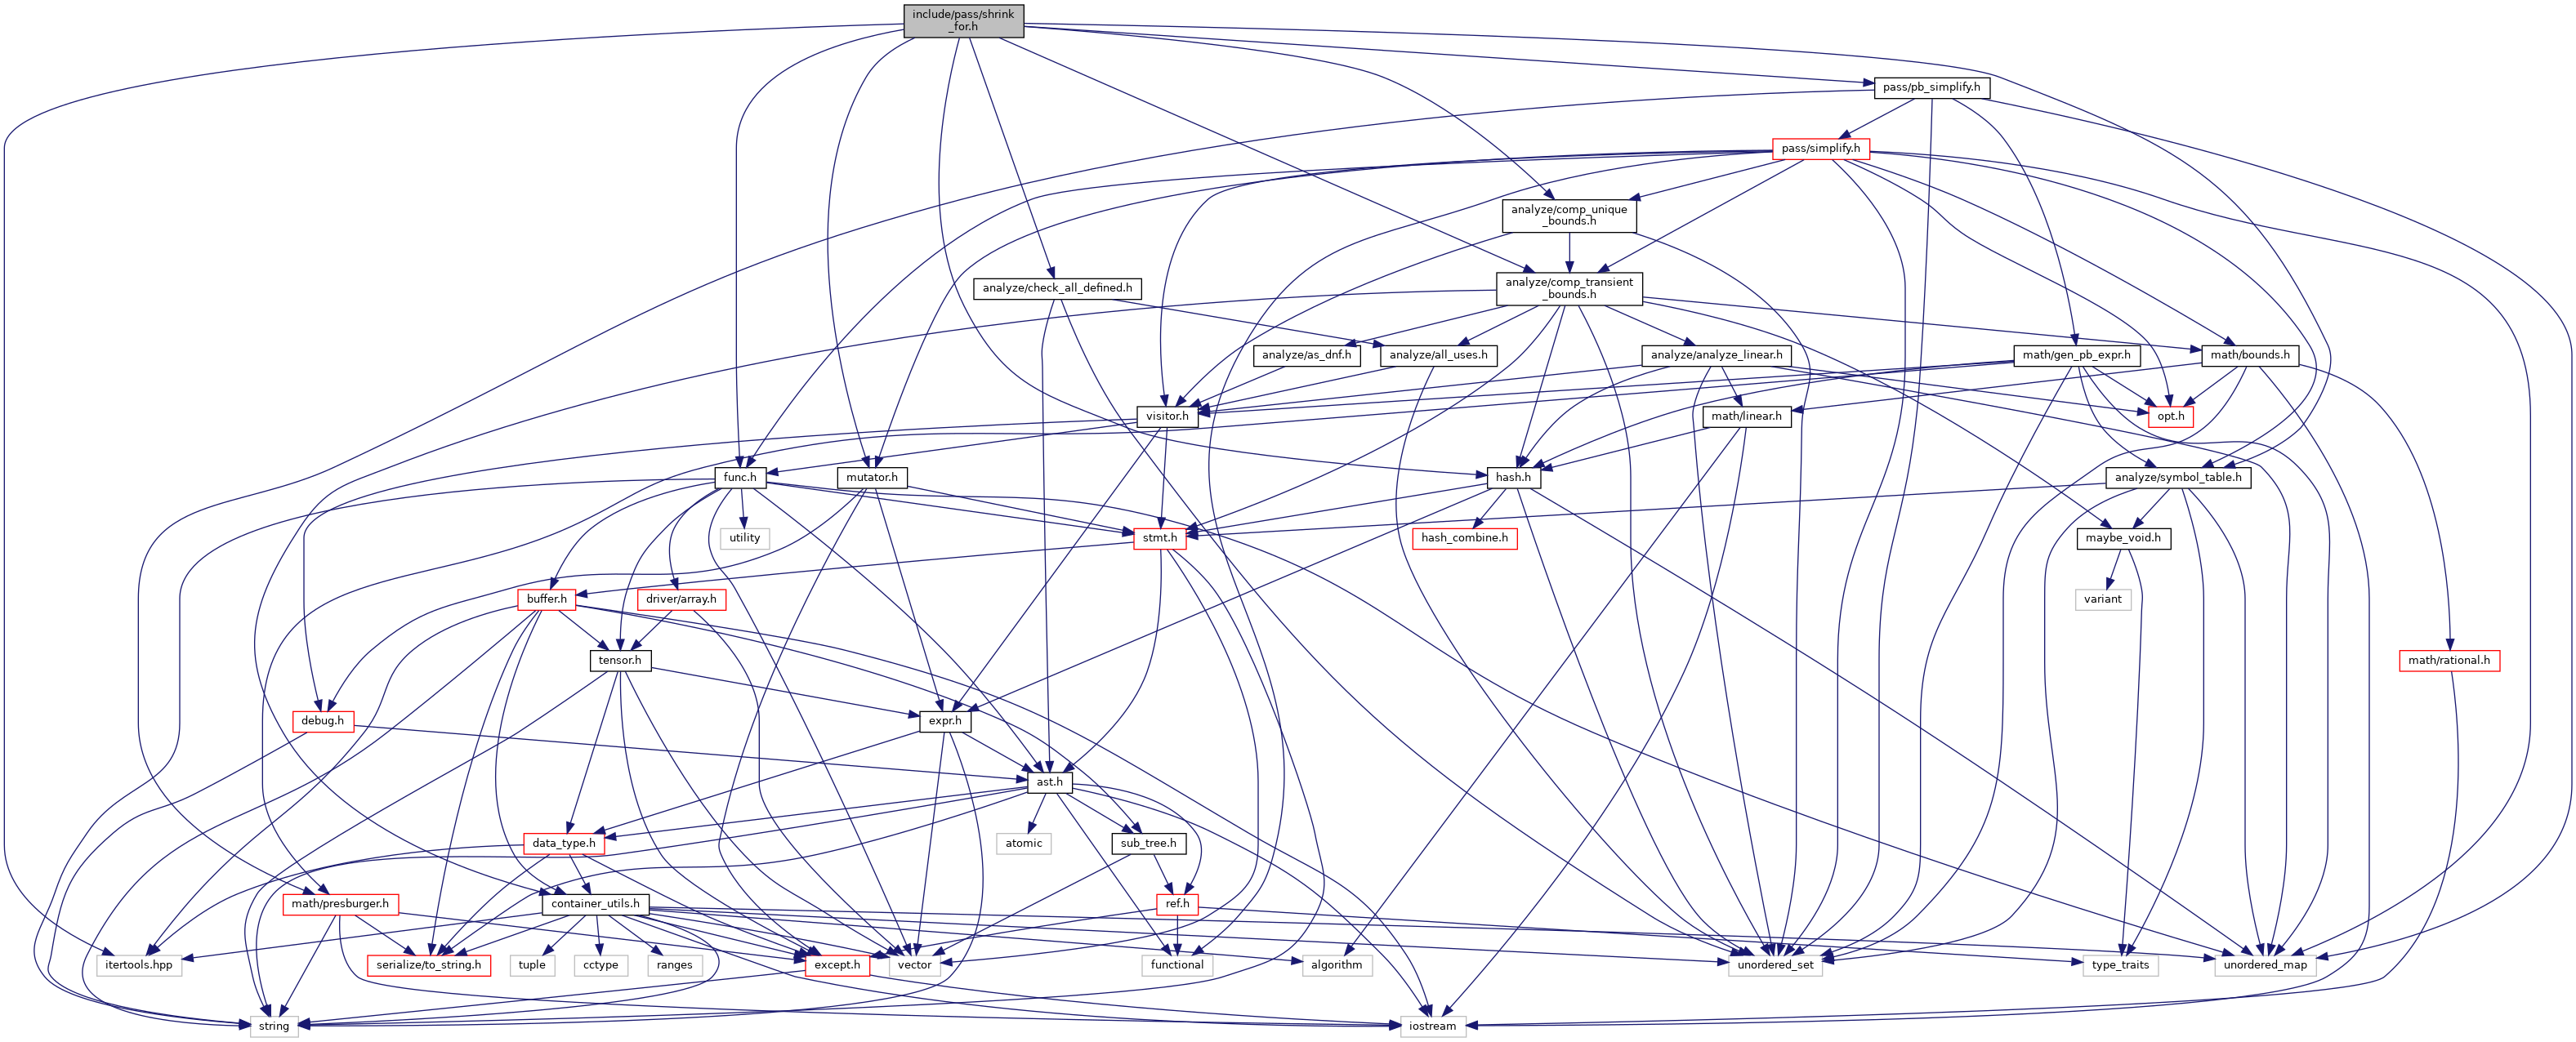 include/pass/shrink
_for.h
pass/pb_simplify.h
pass/simplify.h
analyze/comp_unique
_bounds.h
analyze/check_all_defined.h
analyze/comp_transient
_bounds.h
analyze/as_dnf.h
analyze/all_uses.h
analyze/analyze_linear.h
math/gen_pb_expr.h
math/bounds.h
visitor.h
math/linear.h
opt.h
func.h
mutator.h
hash.h
analyze/symbol_table.h
utility
stmt.h
hash_combine.h
maybe_void.h
buffer.h
driver/array.h
variant
tensor.h
math/rational.h
debug.h
expr.h
ast.h
data_type.h
atomic
sub_tree.h
math/presburger.h
container_utils.h
ref.h
itertools.hpp
serialize/to_string.h
tuple
cctype
ranges
except.h
vector
functional
algorithm
unordered_set
type_traits
unordered_map
string
iostream